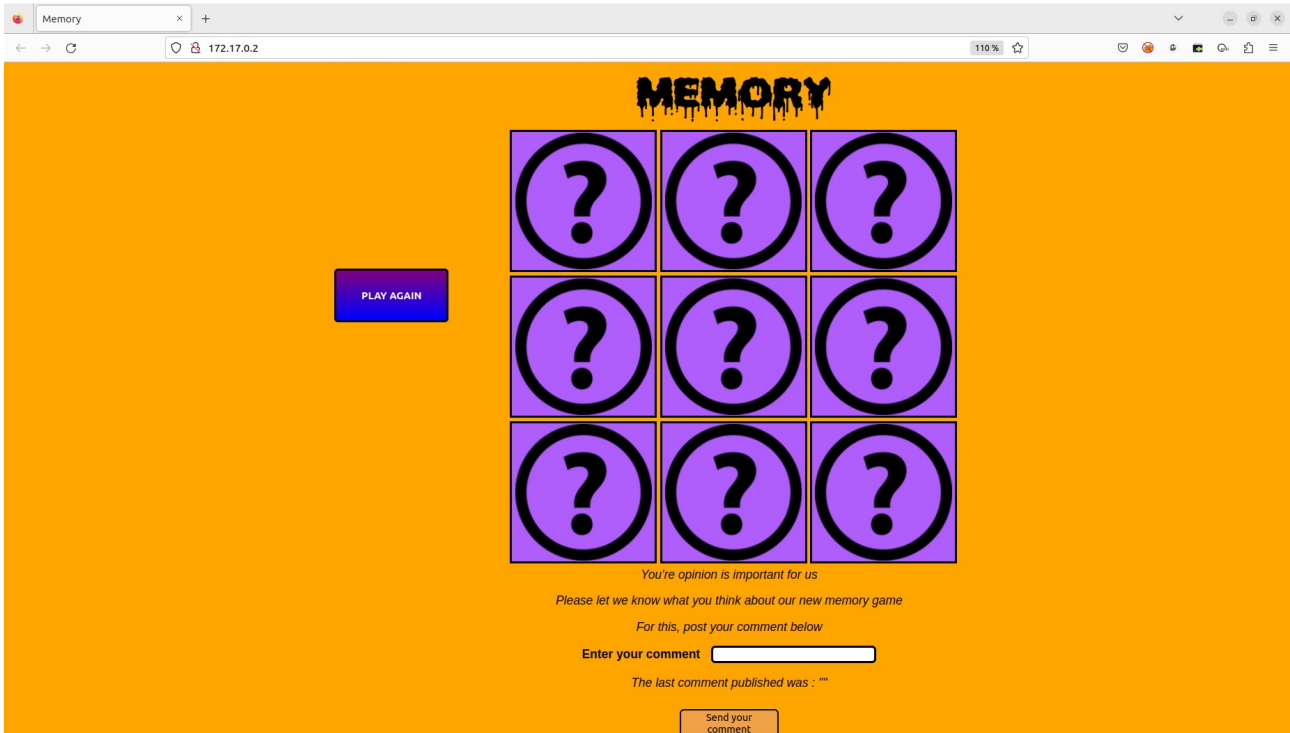 Memory
172.17.0.2
110 %
MEMORY
? ? ?
PLAY AGAIN
? ? ?
? ? ?
You're opinion is important for us
Please let we know what you think about our new memory game
For this, post your comment below
Enter your comment
The last comment published was : ""
Send your
comment